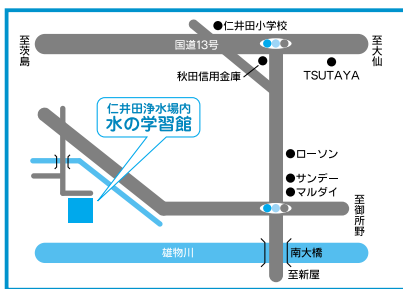 ●仁井田小学校
至茨島
国道13号
至大仙
秋田信用金庫
TSUTAYA
仁井田浄水場内
水の学習館
●ローソン
●サンデー
●マルダイ
至御所野
雄物川
南大橋
至新屋